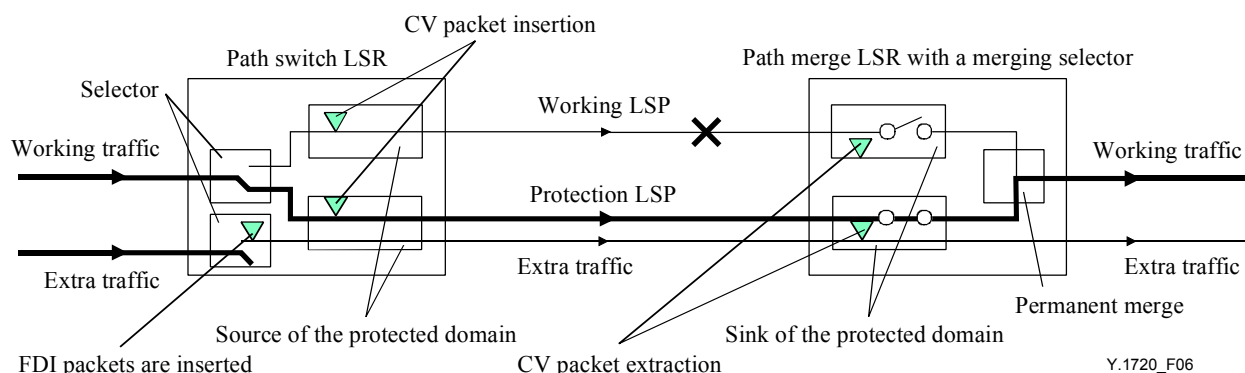 CV packet insertion
Path switch LSR
Path merge LSR with a merging selector
Selector
Working LSP
Working traffic
Working traffic
Protection LSP
Extra traffic
Extra traffic
Extra traffic
Permanent merge
Source of the protected domain
Sink of the protected domain
FDI packets are inserted
CV packet extraction
Y.1720_F06